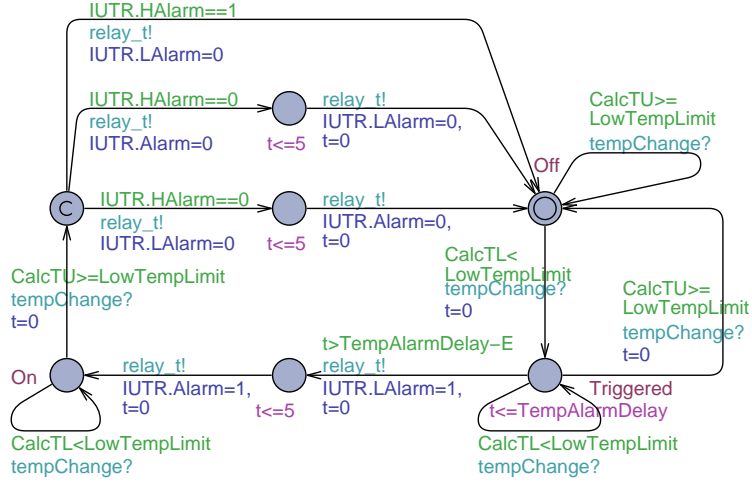 IUTR.HAlarm==1
relay_t!
IUTR.LAlarm=0
IUTR.HAlarm==0
relay_t!
IUTR.Alarm=0
t<=5
relay_t!
IUTR.LAlarm=0,
t=0
CalcTU>=
LowTempLimit
tempChange?
Off
C
IUTR.HAlarm==0
relay_t!
IUTR.LAlarm=0
t<=5
relay_t!
IUTR.Alarm=0,
t=0
CalcTU>=LowTempLimit
tempChange?
t=0
CalcTL<
LowTempLimit
tempChange?
t=0
CalcTU>=
LowTempLimit
tempChange?
t=0
On
relay_t!
IUTR.Alarm=1,
t=0
t<=5
t>TempAlarmDelay−E
relay_t!
IUTR.LAlarm=1,
t=0
Triggered
t<=TempAlarmDelay
CalcTL<LowTempLimit
tempChange?
CalcTL<LowTempLimit
tempChange?